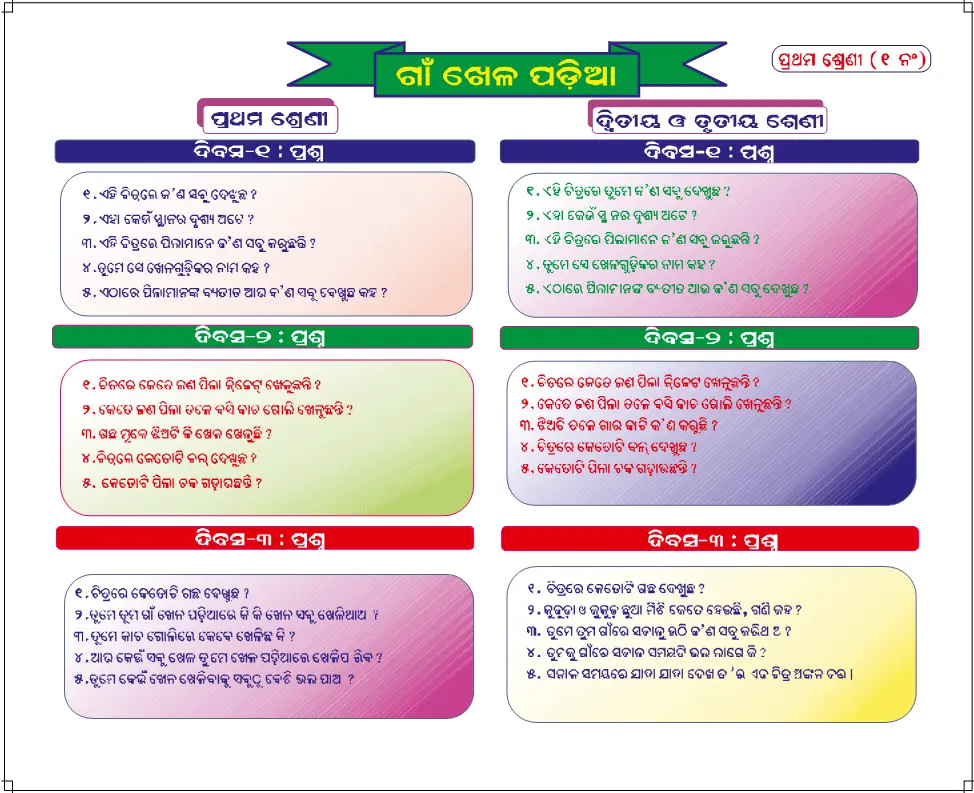 ପ୍ରଥମ ଶ୍ରେଣୀ (୧ ନଂ)
ଗାଁ ଖେଳ ପଡ଼ିଆ
ପ୍ରଥମ ଶ୍ରେଣୀ
ଦିବସ-୧ : ପ୍ରଶ୍ନ
୧. ଏହି ଚିତ୍ରରେ କ'ଣ ସବୁ ଦେଖୁଛ ?
୨. ଏହା କେଉଁ ସ୍ଥାନର ଦୃଶ୍ୟ ଅଟେ ?
୩. ଏହି ଚିତ୍ରରେ ପିଲାମାନେ କ'ଣ ସବୁ କରୁଛନ୍ତି ?
୪. ତୁମେ ସେ ଖେଳଗୁଡ଼ିକର ନାମ କହ ?
୫. ଏଠାରେ ପିଲାମାନଙ୍କ ବ୍ୟତୀତ ଆଉ କ'ଣ ସବୁ ଦେଖୁଛ କହ ?
ଦିବସ-୨ : ପ୍ରଶ୍ନ
୧. ଚିତ୍ରରେ କେତେ ଜଣ ପିଲା କ୍ରିକେଟ୍ ଖେଳୁଛନ୍ତି ?
୨. କେତେ ଜଣ ପିଲା ତଳେ ବସି କାଚ ଗୋଲି ଖେଳୁଛନ୍ତି ?
୩. ଗଛ ମୂଳେ ଝିଅଟି କି ଖେଳ ଖେଳୁଛି ?
୪. ଚିତ୍ରରେ କେତୋଟି ବଲ୍ ଦେଖୁଛ ?
୫. କେତୋଟି ପିଲା ଚକ ଗଡ଼ାଉଛନ୍ତି ?
ଦିବସ-୩ : ପ୍ରଶ୍ନ
୧. ଚିତ୍ରରେ କେତୋଟି ଗଛ ଦେଖୁଛ ?
୨. ତୁମେ ତୁମ ଗାଁ ଖେଳ ପଡ଼ିଆରେ କି କି ଖେଳ ସବୁ ଖେଳିଥାଅ ?
୩. ତୁମେ କାଚ ଗୋଲିରେ କେବେ ଖେଳିଛ କି ?
୪. ଆଉ କେଉଁ ସବୁ ଖେଳ ତୁମେ ଖେଳ ପଡ଼ିଆରେ ଖେଳିପାରିବ ?
୫. ତୁମେ କେଉଁ ଖେଳ ଖେଳିବାକୁ ସବୁଠୁ ବେଶି ଭଲ ପାଅ ?
ଦ୍ୱିତୀୟ ଓ ତୃତୀୟ ଶ୍ରେଣୀ
ଦିବସ-୧ : ପ୍ରଶ୍ନ
୧. ଏହି ଚିତ୍ରରେ ତୁମେ କ'ଣ ସବୁ ଦେଖୁଛ ?
୨. ଏହା କେଉଁ ସ୍ଥାନର ଦୃଶ୍ୟ ଅଟେ ?
୩. ଏହି ଚିତ୍ରରେ ପିଲାମାନେ କ'ଣ ସବୁ କରୁଛନ୍ତି ?
୪. ତୁମେ ସେ ଖେଳଗୁଡ଼ିକର ନାମ କହ ?
୫. ଏଠାରେ ପିଲାମାନଙ୍କ ବ୍ୟତୀତ ଆଉ କ'ଣ ସବୁ ଦେଖୁଛ ?
ଦିବସ-୨ : ପ୍ରଶ୍ନ
୧. ଚିତ୍ରରେ କେତେ ଜଣ ପିଲା କ୍ରିକେଟ୍ ଖେଳୁଛନ୍ତି ?
୨. କେତେ ଜଣ ପିଲା ତଳେ ବସି କାଚ ଗୋଲି ଖେଳୁଛନ୍ତି ?
୩. ଝିଅଟି ତଳେ ଗାର କାଟି କ'ଣ କରୁଛି ?
୪. ଚିତ୍ରରେ କେତୋଟି ବଲ୍ ଦେଖୁଛ ?
୫. କେତୋଟି ପିଲା ଚକ ଗଡ଼ାଉଛନ୍ତି ?
ଦିବସ-୩ : ପ୍ରଶ୍ନ
୧. ଚିତ୍ରରେ କେତୋଟି ଗଛ ଦେଖୁଛ ?
୨. କୁକୁଡ଼ା ଓ କୁକୁଡ଼ା ଛୁଆ ମିଶି କେତେ ହେଉଛି, ଗଣି କହ ?
୩. ତୁମେ ତୁମ ଗାଁରେ ସକାଳୁ ଉଠି କ'ଣ ସବୁ କରିଥାଅ ?
୪. ତୁମକୁ ଗାଁରେ ସକାଳ ସମୟଟି ଭଲ ଲାଗେ କି ?
୫. ସକାଳ ସମୟରେ ଯାହା ଯାହା ଦେଖ ତା'ର ଏକ ଚିତ୍ର ଅଙ୍କନ କର ।